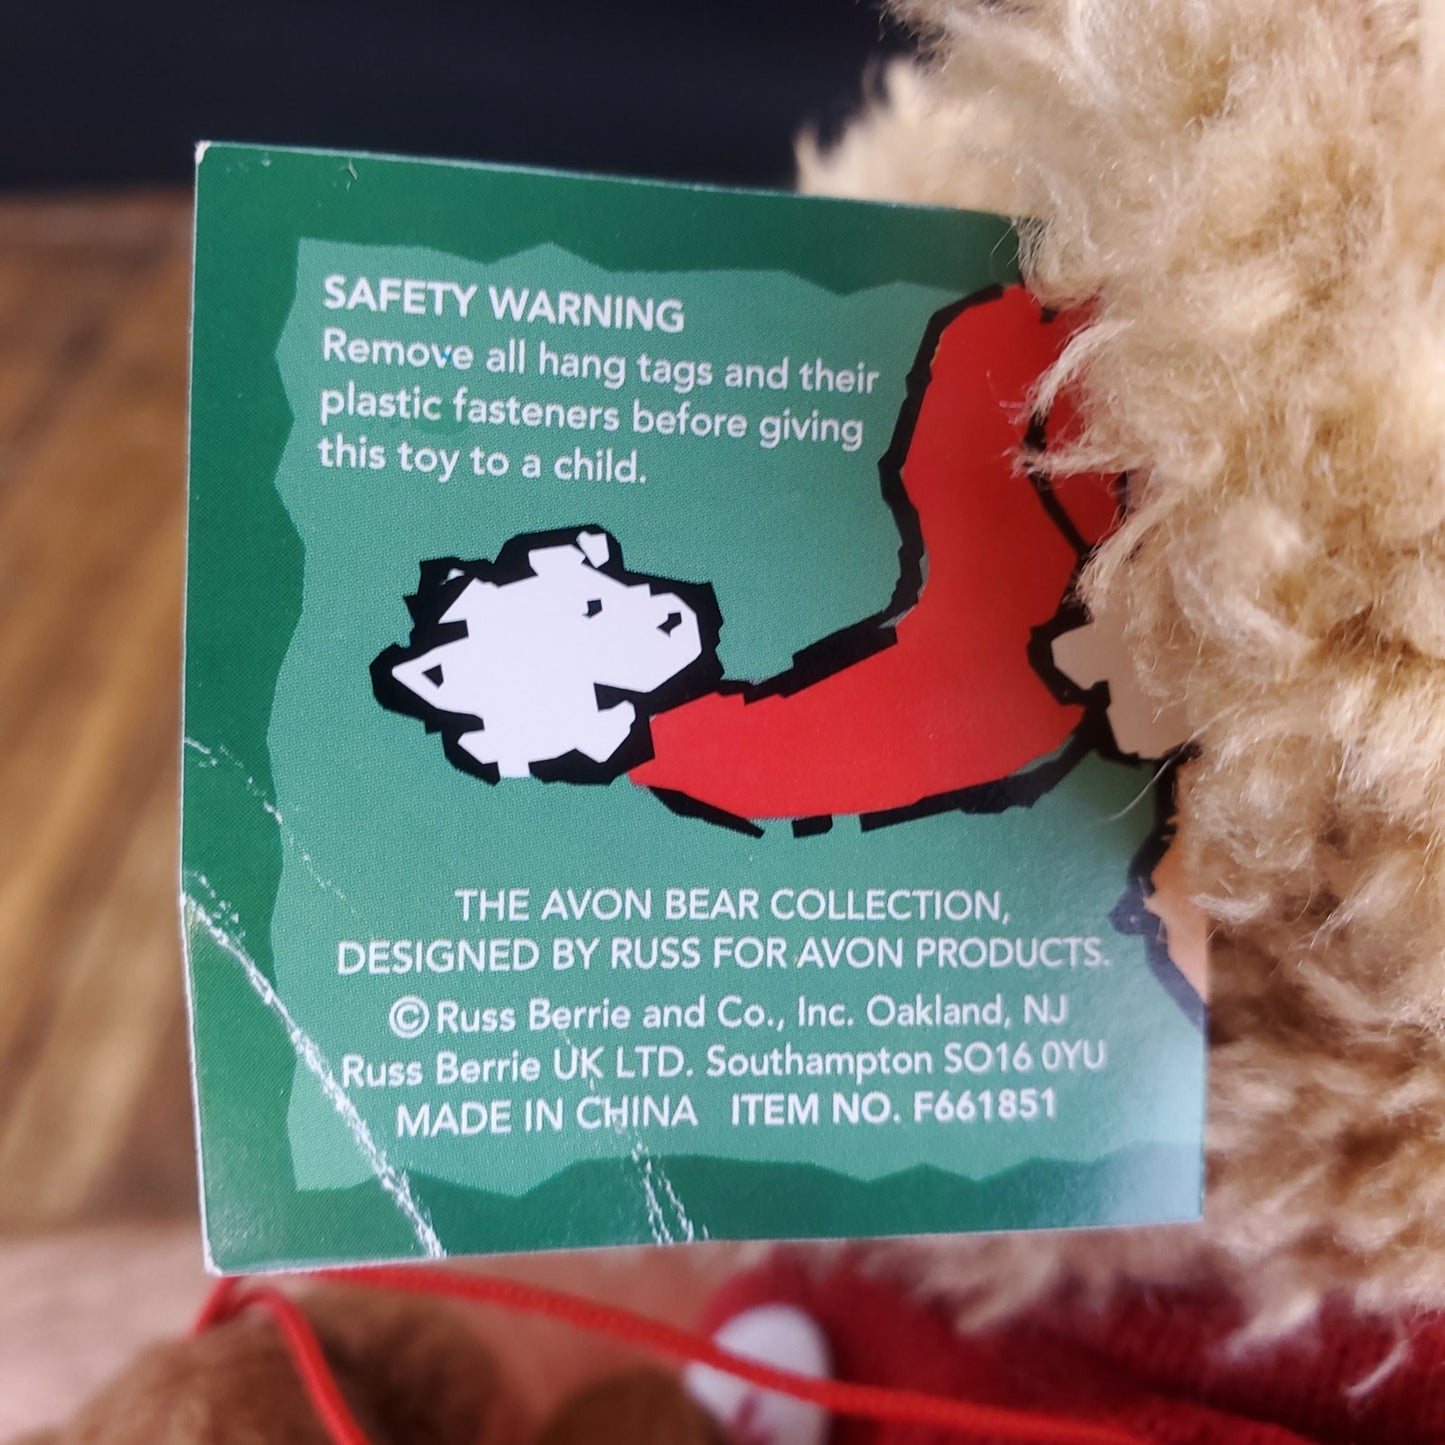 SAFETY WARNING
Remove all hang tags and their
plastic fasteners before giving
this toy to a child.
THE AVON BEAR COLLECTION,
DESIGNED BY RUSS FOR AVON PRODUCTS.
© Russ Berrie and Co., Inc. Oakland, NJ
Russ Berrie UK LTD. Southampton SO16 0YU
MADE IN CHINA ITEM NO. F661851